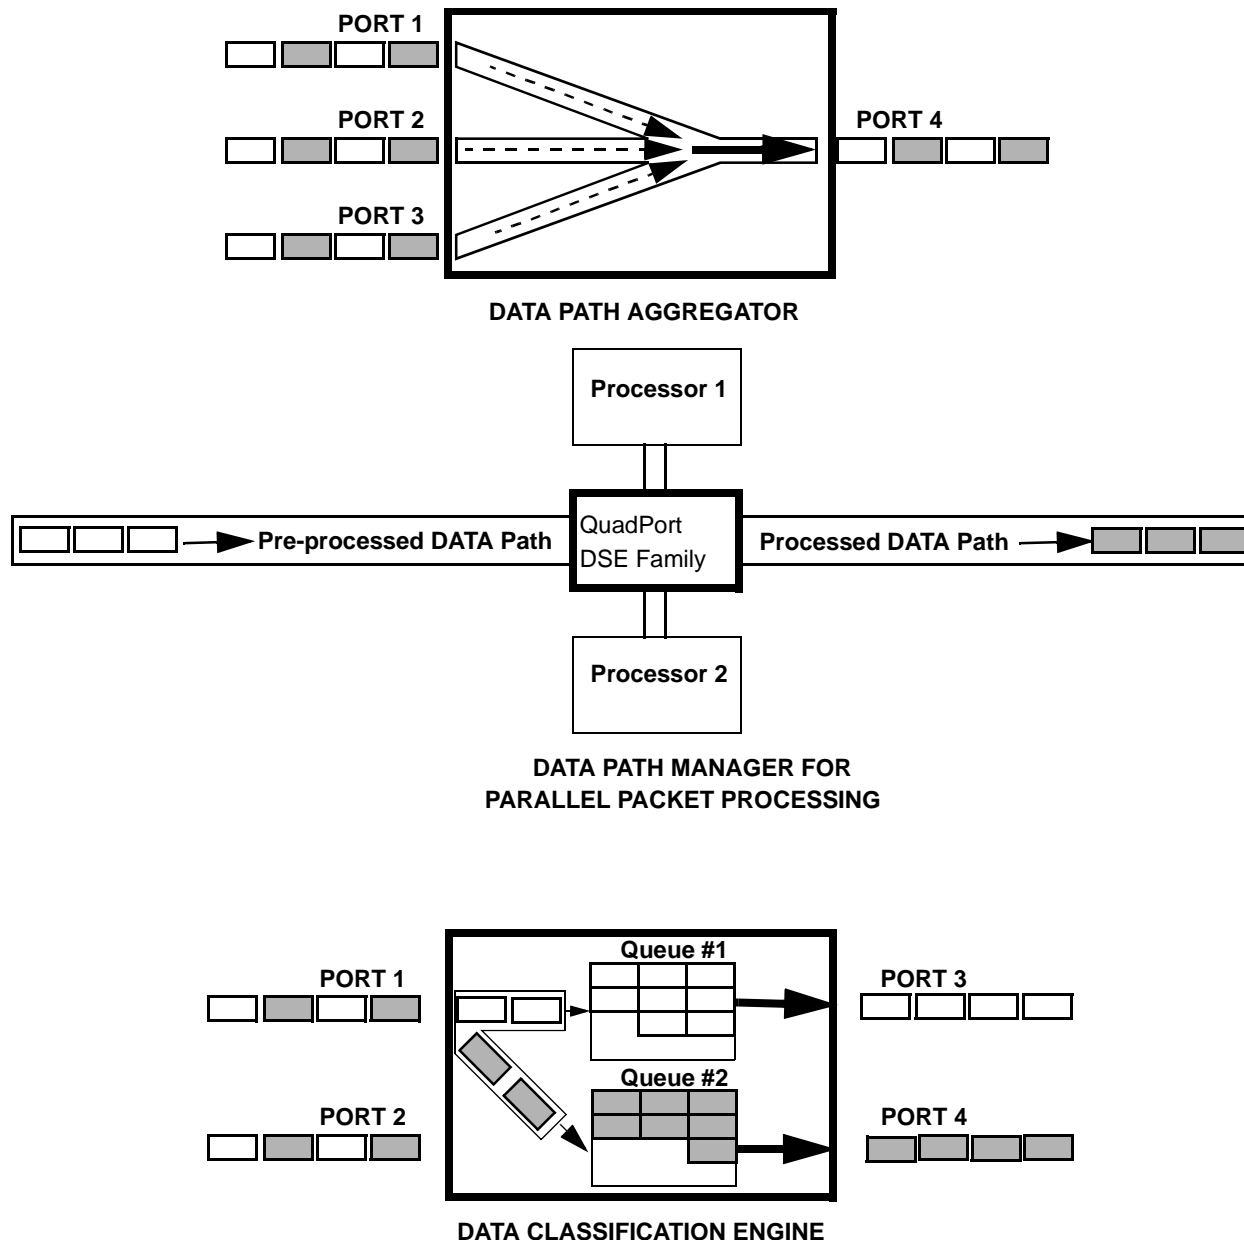 PORT 1
PORT 2
PORT 4
PORT 3
DATA PATH AGGREGATOR
Processor 1
Pre-processed DATA Path
QuadPort
DSE Family
Processed DATA Path
Processor 2
DATA PATH MANAGER FOR
PARALLEL PACKET PROCESSING
Queue #1
PORT 1
PORT 3
Queue #2
PORT 2
PORT 4
DATA CLASSIFICATION ENGINE